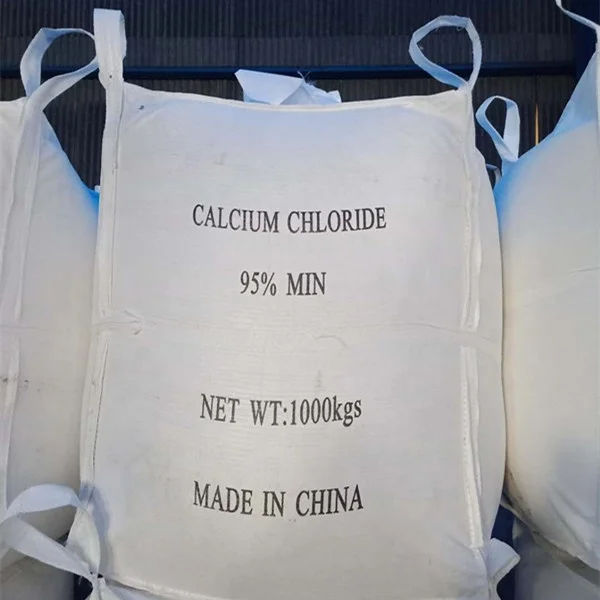 CALCIUM CHLORIDE
95% MIN
NET WT:1000kgs
MADE IN CHINA